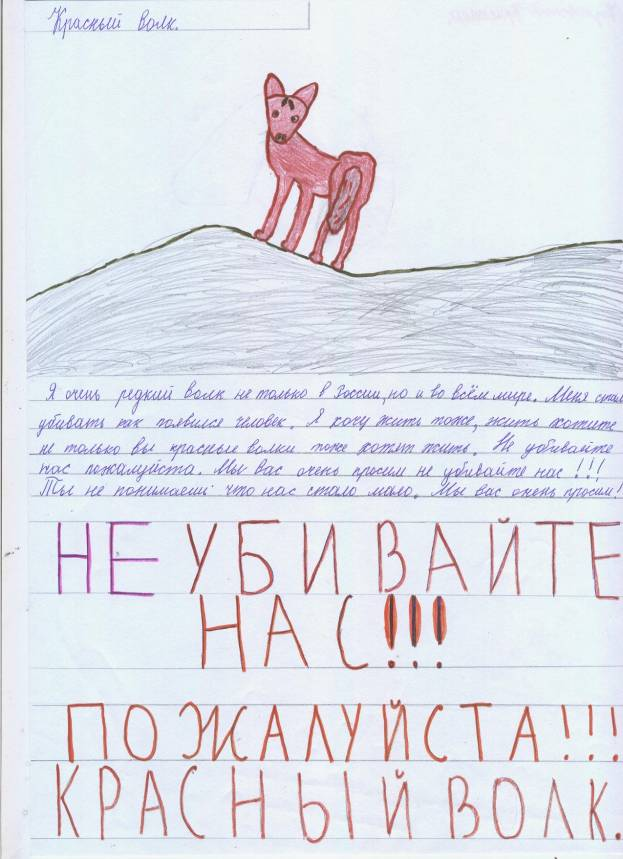 Красный волк.
Я очень редкий волк не только в России, но и во всём мире. Меня стали
убивать как появился человек. Я хочу жить тоже, жить хотите
не только вы красные волки тоже хотят жить. Не убивайте
нас пожалуйста. Мы вас очень просим не убивайте нас!!!
Ты не понимаеш что нас стало мало. Мы вас очень просим!
НЕ УБИВАЙТЕ
НАС!!!
ПОЖАЛУЙСТА!!!
КРАСНЫЙ ВОЛК.